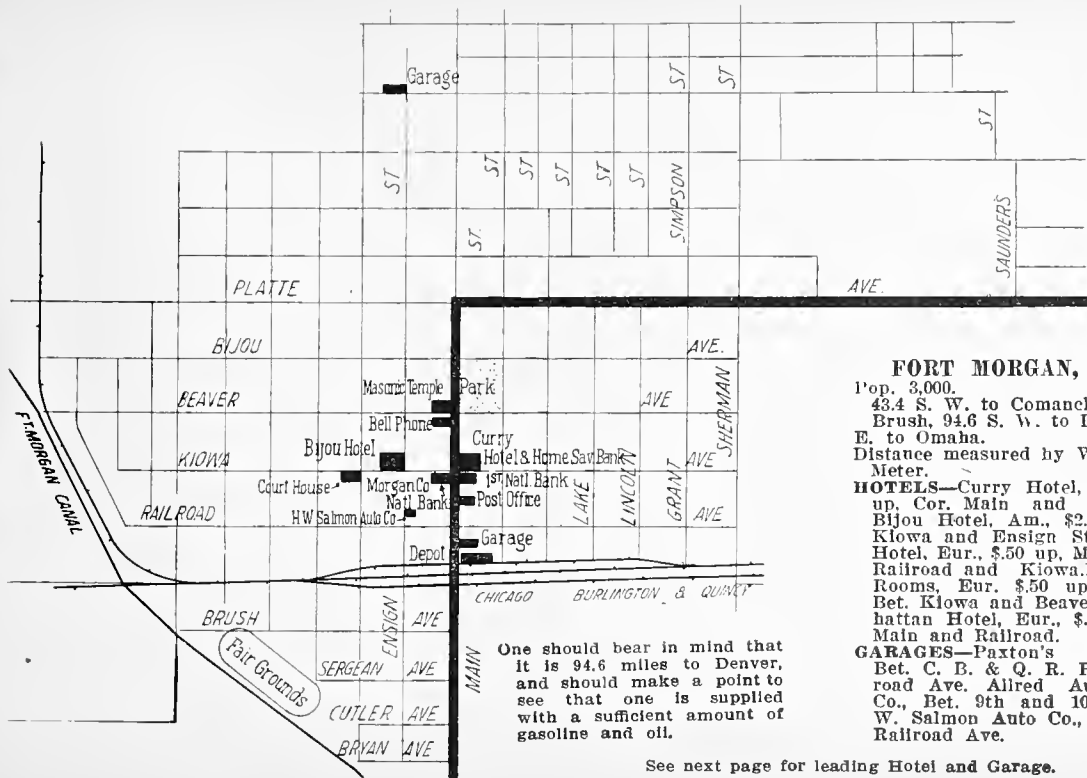 Garage
ST ST
ST
ST ST ST ST ST ST
ST.
SIMPSON
SAUNDERS
PLATTE AVE.
BIJOU AVE.
BEAVER AVE
KIOWA AVE
RAILROAD AVE
SHERMAN
Masonic Temple
Park
Bell Phone
Bijou Hotel
Curry
Hotel & Home Sav. Bank
Court House
Morgan Co
Natl. Bank
1ST. Natl. Bank
Post Office
H W Salmon Auto Co
Garage
Depot
LAKE
LINCOLN
GRANT
FT. MORGAN CANAL
CHICAGO BURLINGTON & QUINCY
BRUSH AVE
ENSIGN
MAIN
SERGEAN AVE
Fair Grounds
CUTLER AVE
BRYAN AVE
One should bear in mind that
it is 94.6 miles to Denver,
and should make a point to
see that one is supplied
with a sufficient amount of
gasoline and oil.
FORT MORGAN,
Pop. 3,000.
43.4 S. W. to
Brush, 94.6 S. W. to
E. to Omaha.
Distance measured by
Meter.
HOTELS—Curry Hotel,
up, Cor. Main and
Bijou Hotel, Am., $2.
Kiowa and Ensign
Hotel, Eur., $.50 up,
Railroad and Kiowa.
Rooms, Eur. $.50 up
Bet. Kiowa and
hattan Hotel, Eur., $.
Main and Railroad.
GARAGES—Paxton's
Bet. C. B. & Q. R.
road Ave. Allred
Co., Bet. 9th and
W. Salmon Auto Co.,
Railroad Ave.
See next page for leading Hotel and Garage.